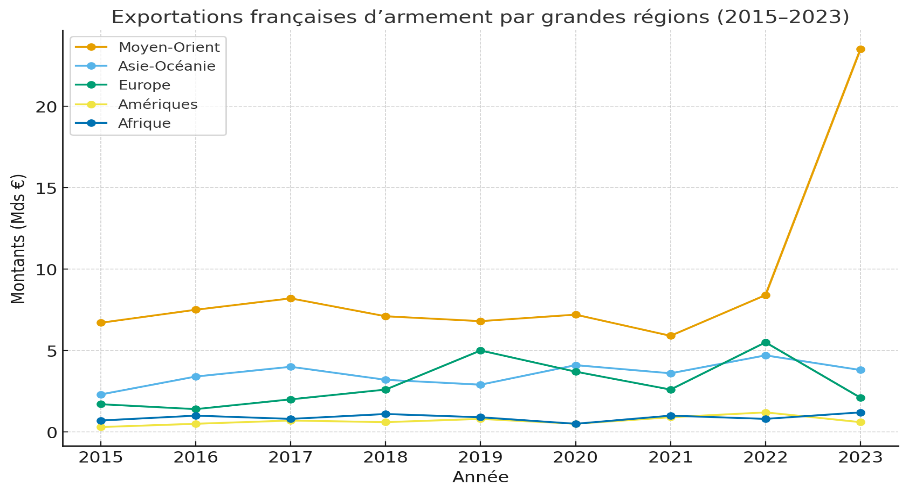 Exportations françaises d’armement par grandes régions (2015–2023)
Moyen-Orient
Asie-Océanie
Europe
Amériques
Afrique
Montants (Mds €)
20
15
10
5
0
2015 2016 2017 2018 2019 2020 2021 2022 2023
Année